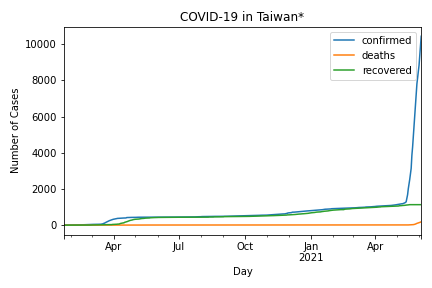 COVID-19 in Taiwan*
confirmed
deaths
recovered
Number of Cases
10000
8000
6000
4000
2000
0
Apr
Jul
Oct
Jan
2021
Apr
Day